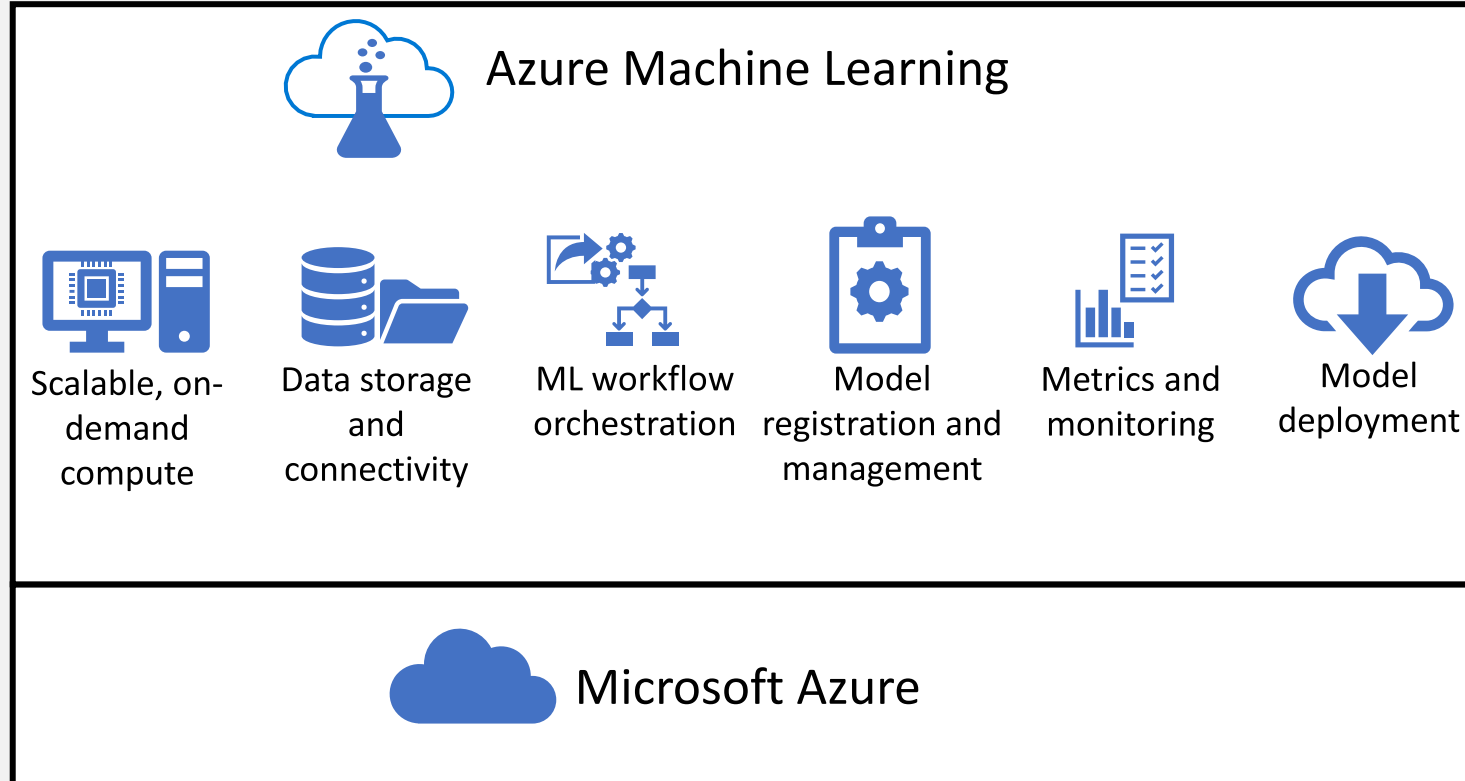 Azure Machine Learning
Scalable, on-
demand
compute
Data storage
and
connectivity
ML workflow
orchestration
Model
registration and
management
Metrics and
monitoring
Model
deployment
Microsoft Azure